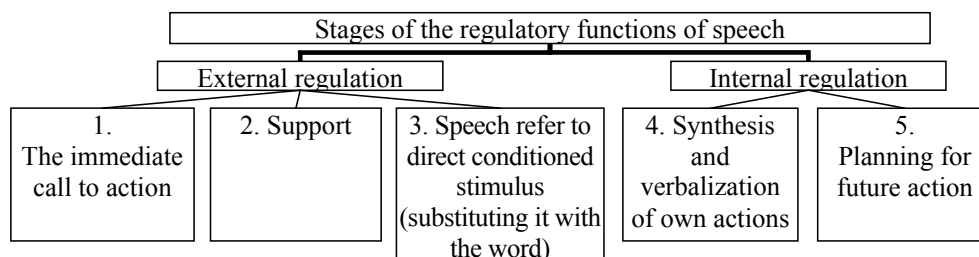 Stages of the regulatory functions of speech
External regulation
Internal regulation
1.
The immediate
call to action
2. Support
3. Speech refer to
direct conditioned
stimulus
(substituting it with
the word)
4. Synthesis
and
verbalization
of own actions
5.
Planning for
future action